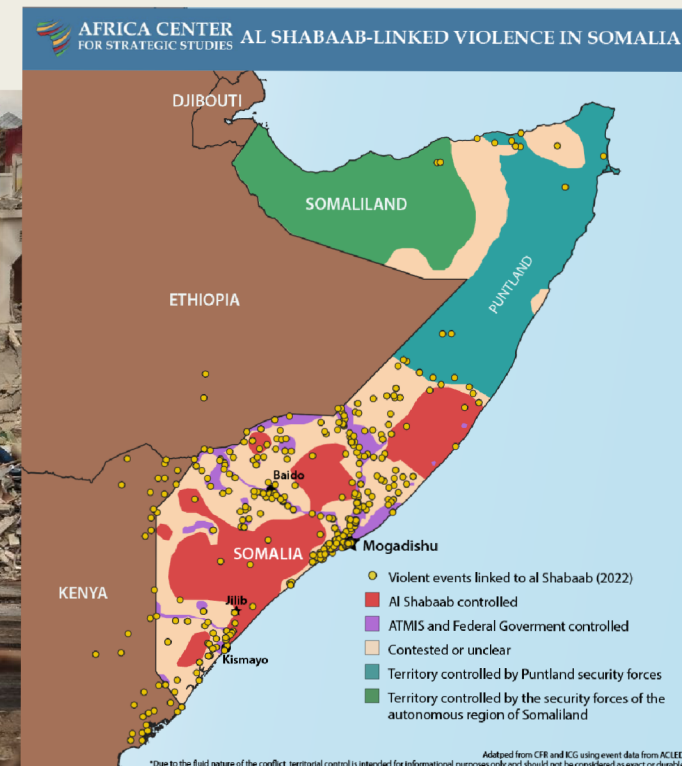 AFRICA CENTER
FOR STRATEGIC STUDIES
AL SHABAAB-LINKED VIOLENCE IN SOMALIA
DJIBOUTI
SOMALILAND
PUNTLAND
ETHIOPIA
Baido
SOMALIA
Mogadishu
KENYA
Jilib
Kismayo
Violent events linked to al Shabaab (2022)
Al Shabaab controlled
ATMIS and Federal Goverment controlled
Contested or unclear
Territory controlled by Puntland security forces
Territory controlled by the security forces of the
autonomous region of Somaliland
Adatped from CFR and ICG using event data from ACLED
*Due to the fluid nature of the conflict, territorial control is intended for informational purposes only and should not be considered as exact or durable